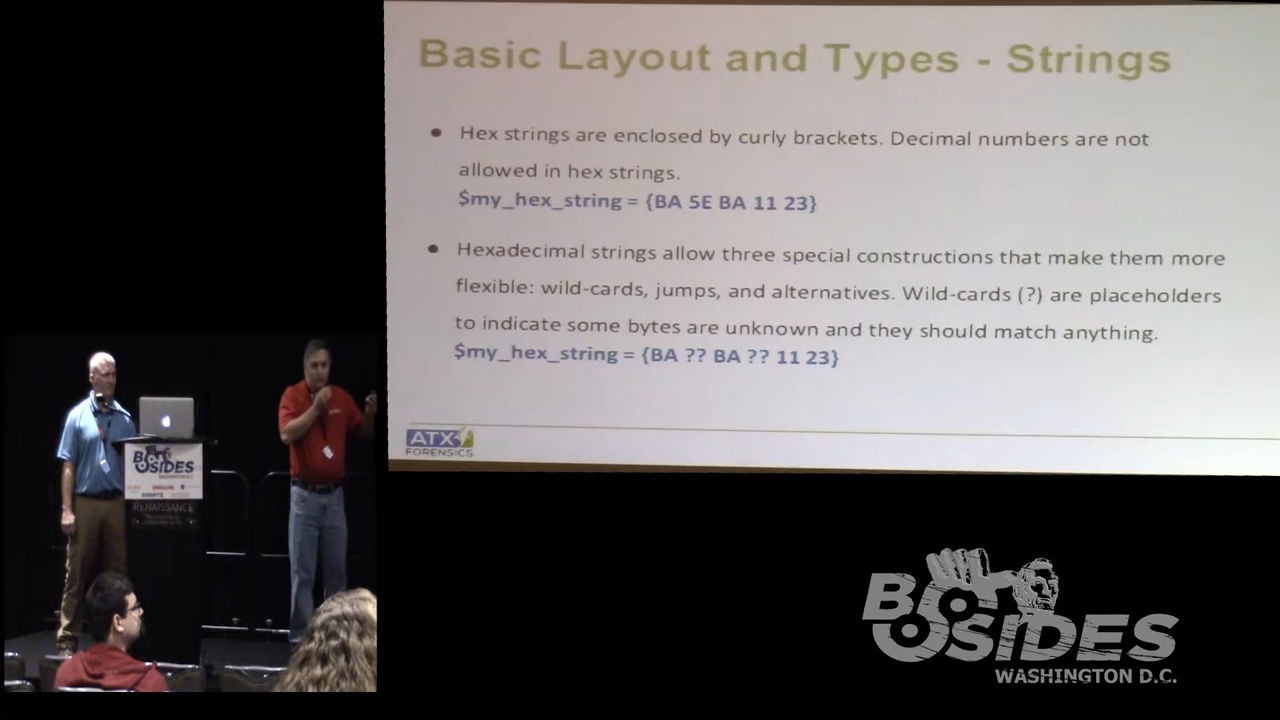 Basic Layout and Types - Strings
Hex strings are enclosed by curly brackets. Decimal numbers are not
allowed in hex strings.
$my_hex_string = {BA 5E BA 11 23}
Hexadecimal strings allow three special constructions that make them more
flexible: wild-cards, jumps, and alternatives. Wild-cards (?) are placeholders
to indicate some bytes are unknown and they should match anything.
$my_hex_string = {BA ?? BA ?? 11 23}
ATX
FORENSICS
BSIDES
RENAISSANCE
BSIDES
WASHINGTON D.C.